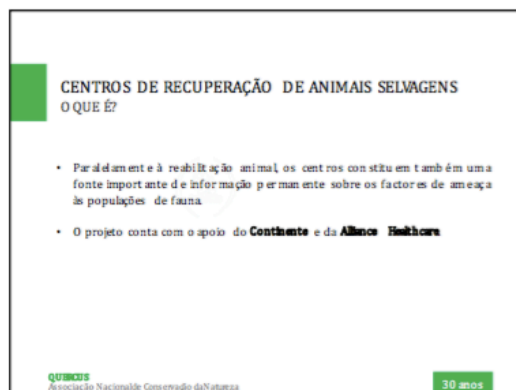 CENTROS DE RECUPERAÇÃO DE ANIMAIS SELVAGENS
O QUE É?
• Paralelamente à reabilitação animal, os centros constituem também uma
fonte importante de informação permanente sobre os factores de ameaça
às populações de fauna.
• O projeto conta com o apoio do Continente e da Alliance Healthcare
QUERCUS
Associação Nacional de Conservação da Natureza
30 anos